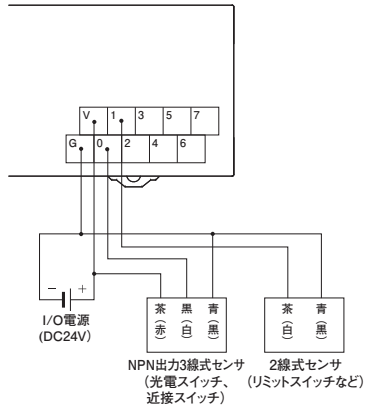 V 1 3 5 7
G 0 2 4 6
− +
I/O電源
(DC24V)
茶(赤) 黒(白) 青(黒)
茶(白) 青(黒)
NPN出力3線式センサ
(光電スイッチ、
近接スイッチ)
2線式センサ
(リミットスイッチなど)